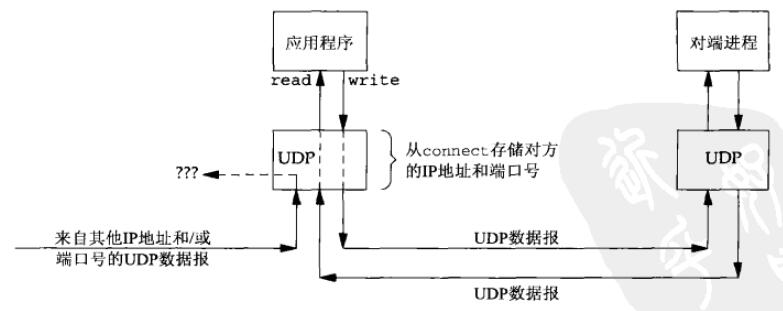 应用程序
对端进程
read
write
UDP
从connect存储对方
的IP地址和端口号
UDP
???
来自其他IP地址和/或
端口号的UDP数据报
UDP数据报
UDP数据报